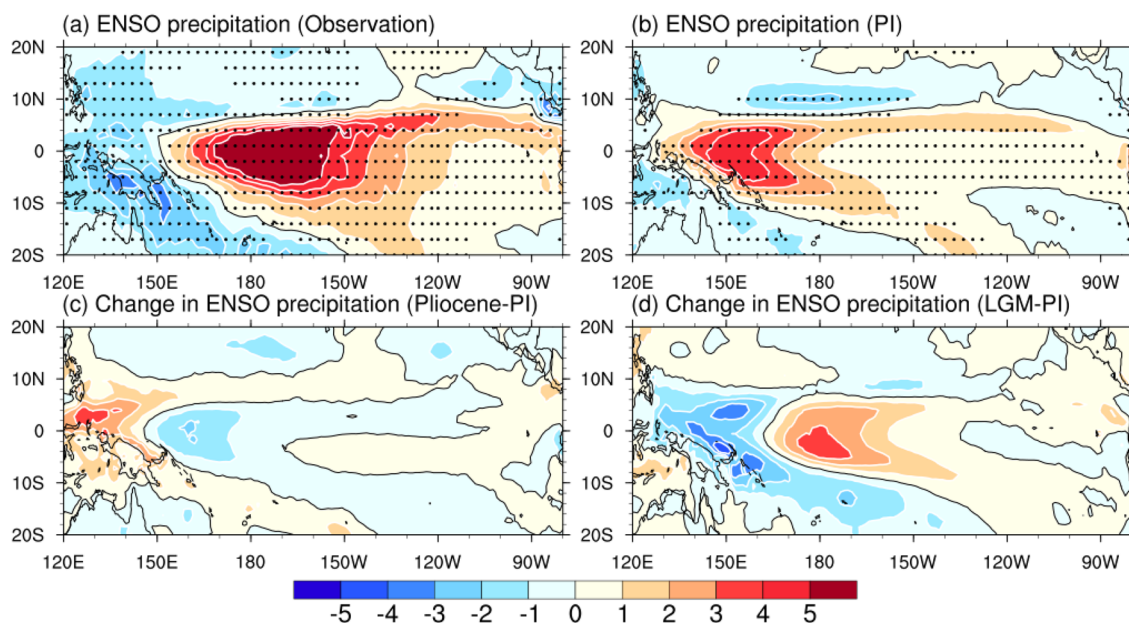 (a) ENSO precipitation (Observation)
(b) ENSO precipitation (PI)
20N
10N
0
10S
20S
120E 150E 180 150W 120W 90W
20N
10N
0
10S
20S
120E 150E 180 150W 120W 90W
(c) Change in ENSO precipitation (Pliocene-PI)
(d) Change in ENSO precipitation (LGM-PI)
20N
10N
0
10S
20S
120E 150E 180 150W 120W 90W
20N
10N
0
10S
20S
120E 150E 180 150W 120W 90W
-5 -4 -3 -2 -1 0 1 2 3 4 5